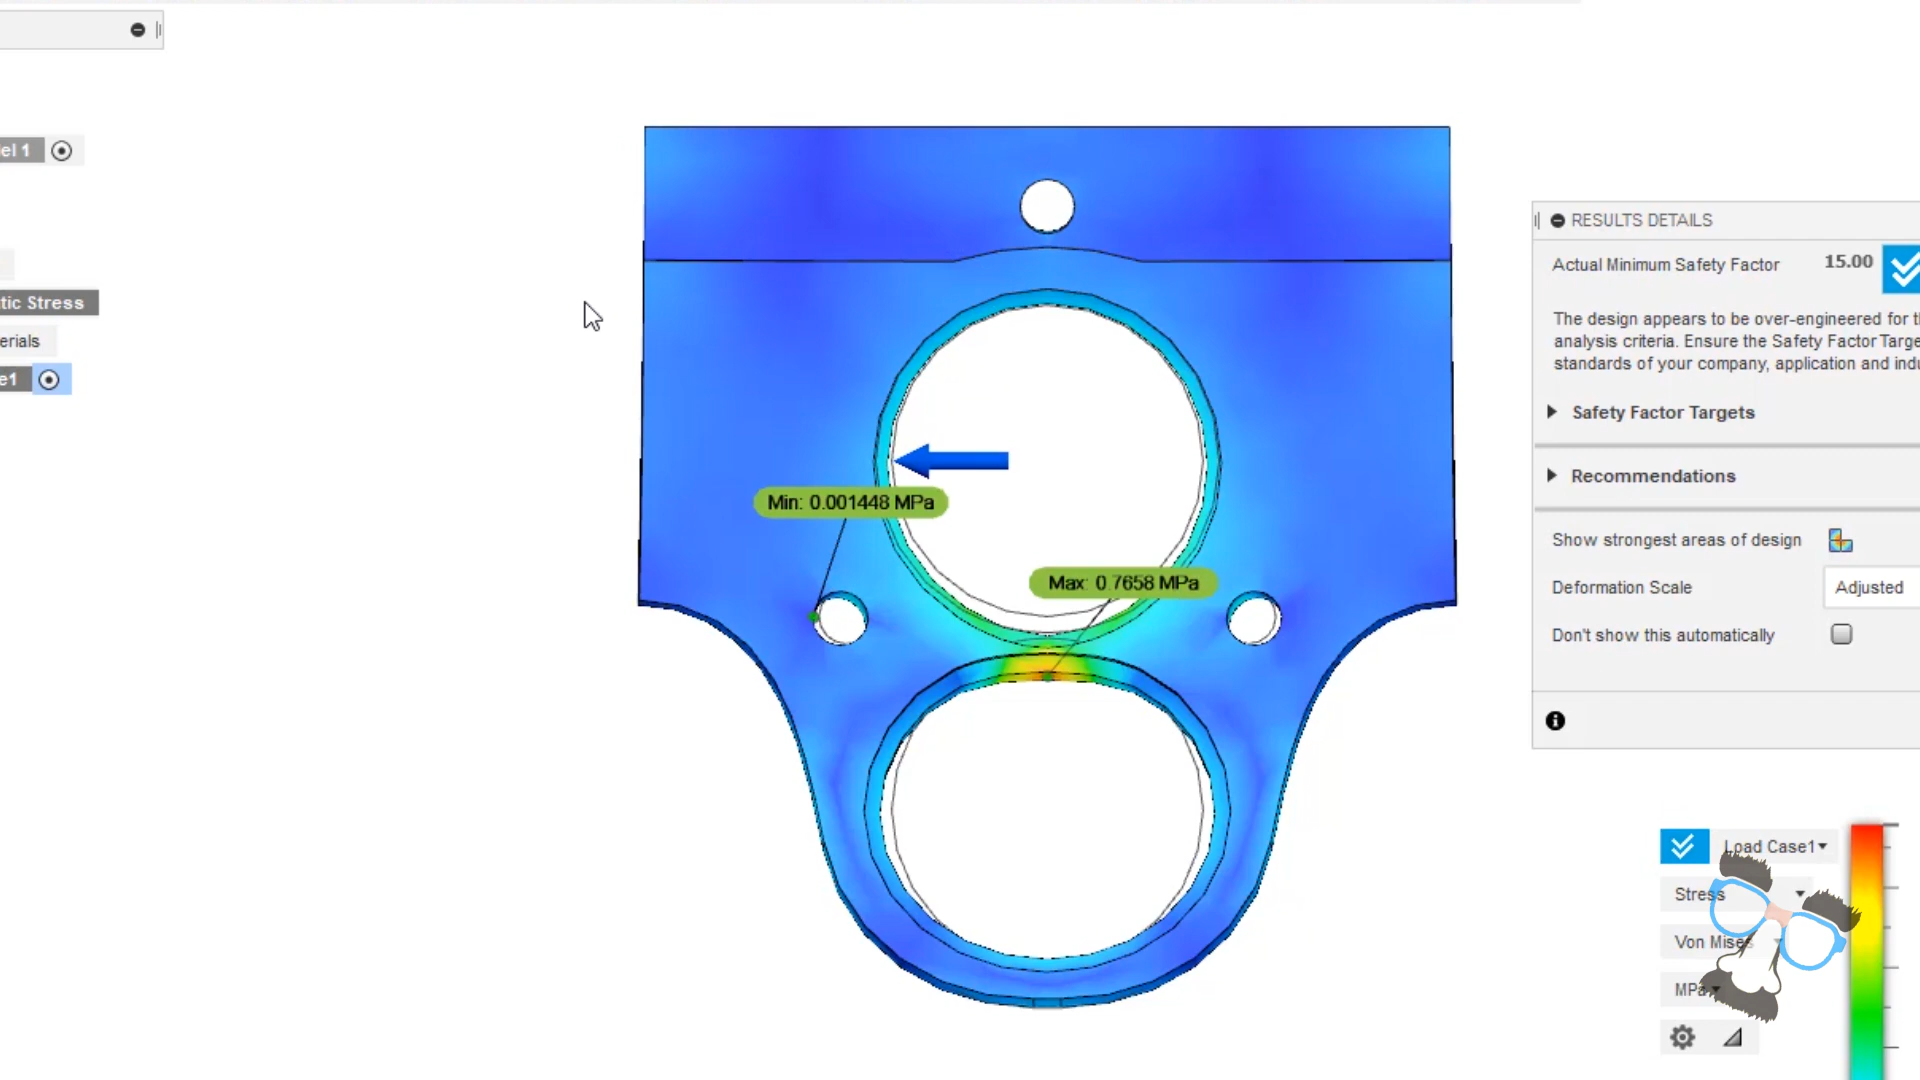 el 1
tic Stress
erials
e1
Min: 0.001448 MPa
Max: 0.7658 MPa
RESULTS DETAILS
Actual Minimum Safety Factor 15.00
The design appears to be over-engineered for t
analysis criteria. Ensure the Safety Factor Targe
standards of your company, application and indu
Safety Factor Targets
Recommendations
Show strongest areas of design
Deformation Scale Adjusted
Don't show this automatically
Load Case1
Stress
Von Mises
MPa